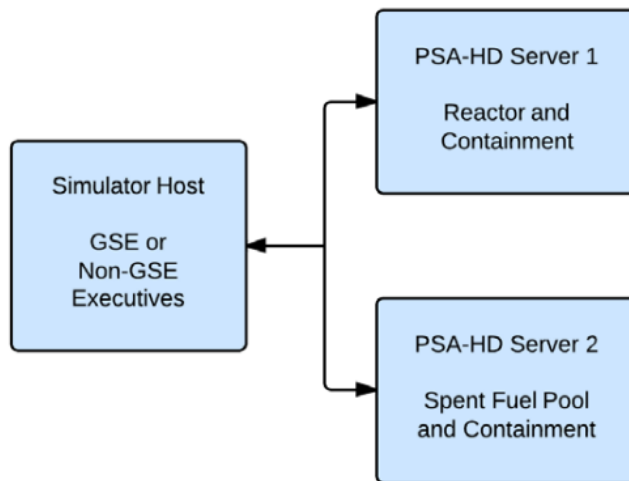 Simulator Host
GSE or
Non-GSE
Executives
PSA-HD Server 1
Reactor and
Containment
PSA-HD Server 2
Spent Fuel Pool
and Containment